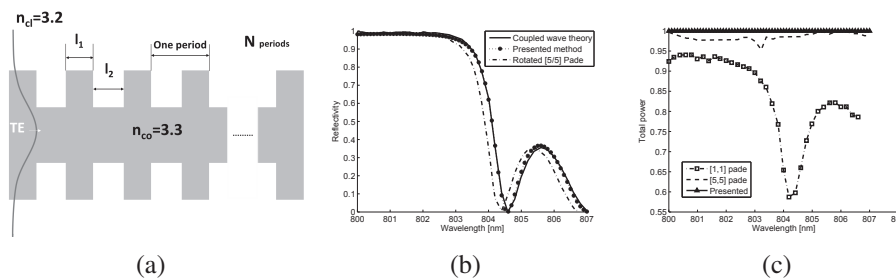 n_cl=3.2
l_1
One period
N periods
l_2
TE
n_co=3.3
(a)
1
0.9
0.8
0.7
0.6
0.5
0.4
0.3
0.2
0.1
0
Reflectivity
Coupled wave theory
Presented method
Rotated [5/5] Pade
800 801 802 803 804 805 806 807
Wavelength [nm]
(b)
1
0.95
0.9
0.85
0.8
0.75
0.7
0.65
0.6
0.55
Total power
[1,1] pade
[5,5] pade
Presented
800 801 802 803 804 805 806 807
Wavelength [nm]
(c)